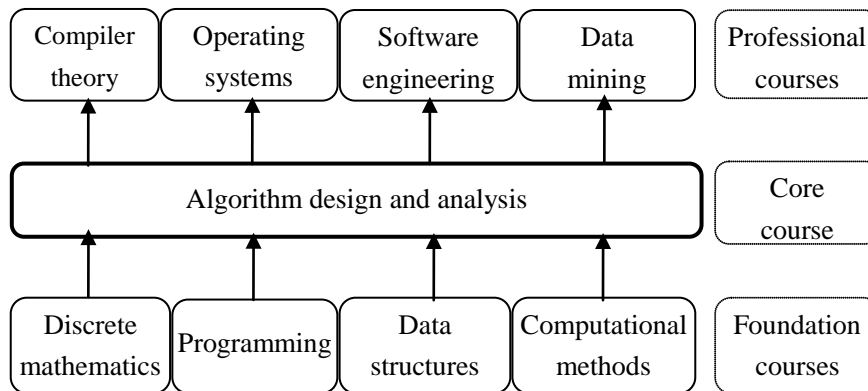 Compiler
theory
Operating
systems
Software
engineering
Data
mining
Professional
courses
Algorithm design and analysis
Core
course
Discrete
mathematics
Programming
Data
structures
Computational
methods
Foundation
courses